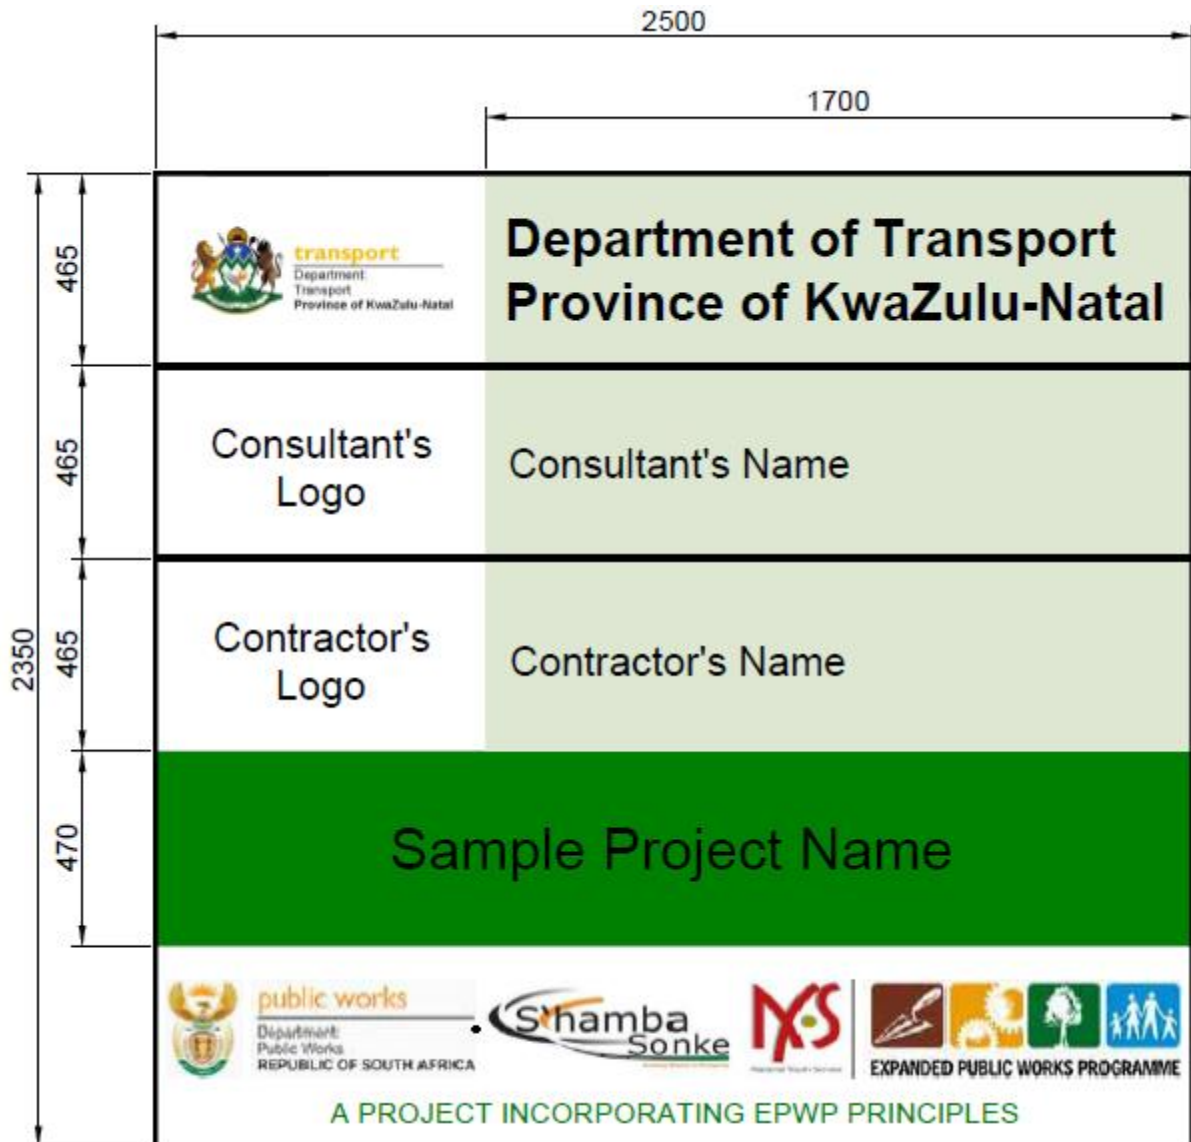 2500
1700
465
transport
Department:
Transport
Province of KwaZulu-Natal
Department of Transport
Province of KwaZulu-Natal
465
Consultant's
Logo
Consultant's Name
465
Contractor's
Logo
Contractor's Name
2350
470
Sample Project Name
public works
Department:
Public Works
REPUBLIC OF SOUTH AFRICA
S'hamba
Sonke
NYS
EXPANDED PUBLIC WORKS PROGRAMME
A PROJECT INCORPORATING EPWP PRINCIPLES